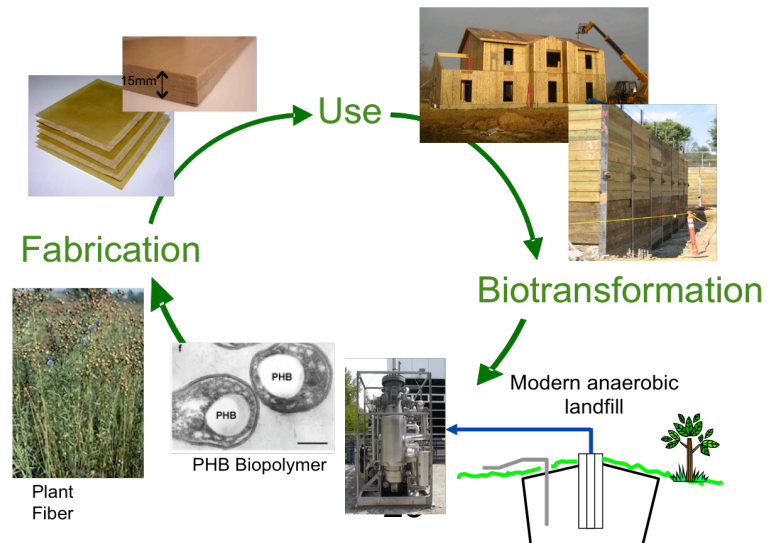 15mm
Use
Fabrication
Biotransformation
f
PHB
PHB
PHB Biopolymer
Modern anaerobic
landfill
Plant
Fiber